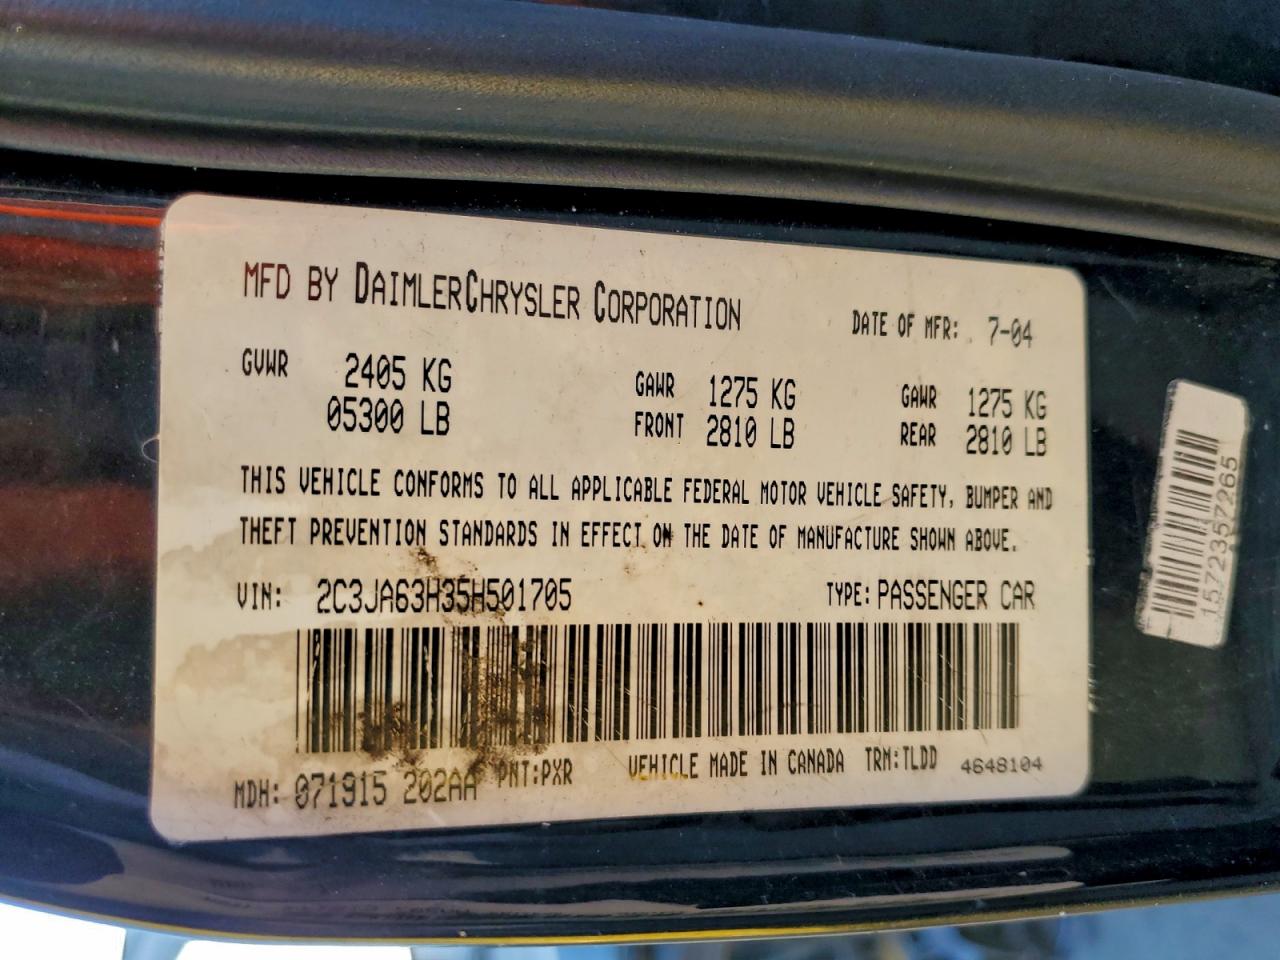 MFD BY DAIMLERCHRYSLER CORPORATION
DATE OF MFR: 7-04
GVWR 2405 KG
05300 LB
GAWR 1275 KG
FRONT 2810 LB
GAWR 1275 KG
REAR 2810 LB
THIS VEHICLE CONFORMS TO ALL APPLICABLE FEDERAL MOTOR VEHICLE SAFETY, BUMPER AND
THEFT PREVENTION STANDARDS IN EFFECT ON THE DATE OF MANUFACTURE SHOWN ABOVE.
VIN: 2C3JA63H35H501705
TYPE: PASSENGER CAR
MDH: 071915 202AA PNT:PXR VEHICLE MADE IN CANADA TRM:TLDD 4648104
1572357265